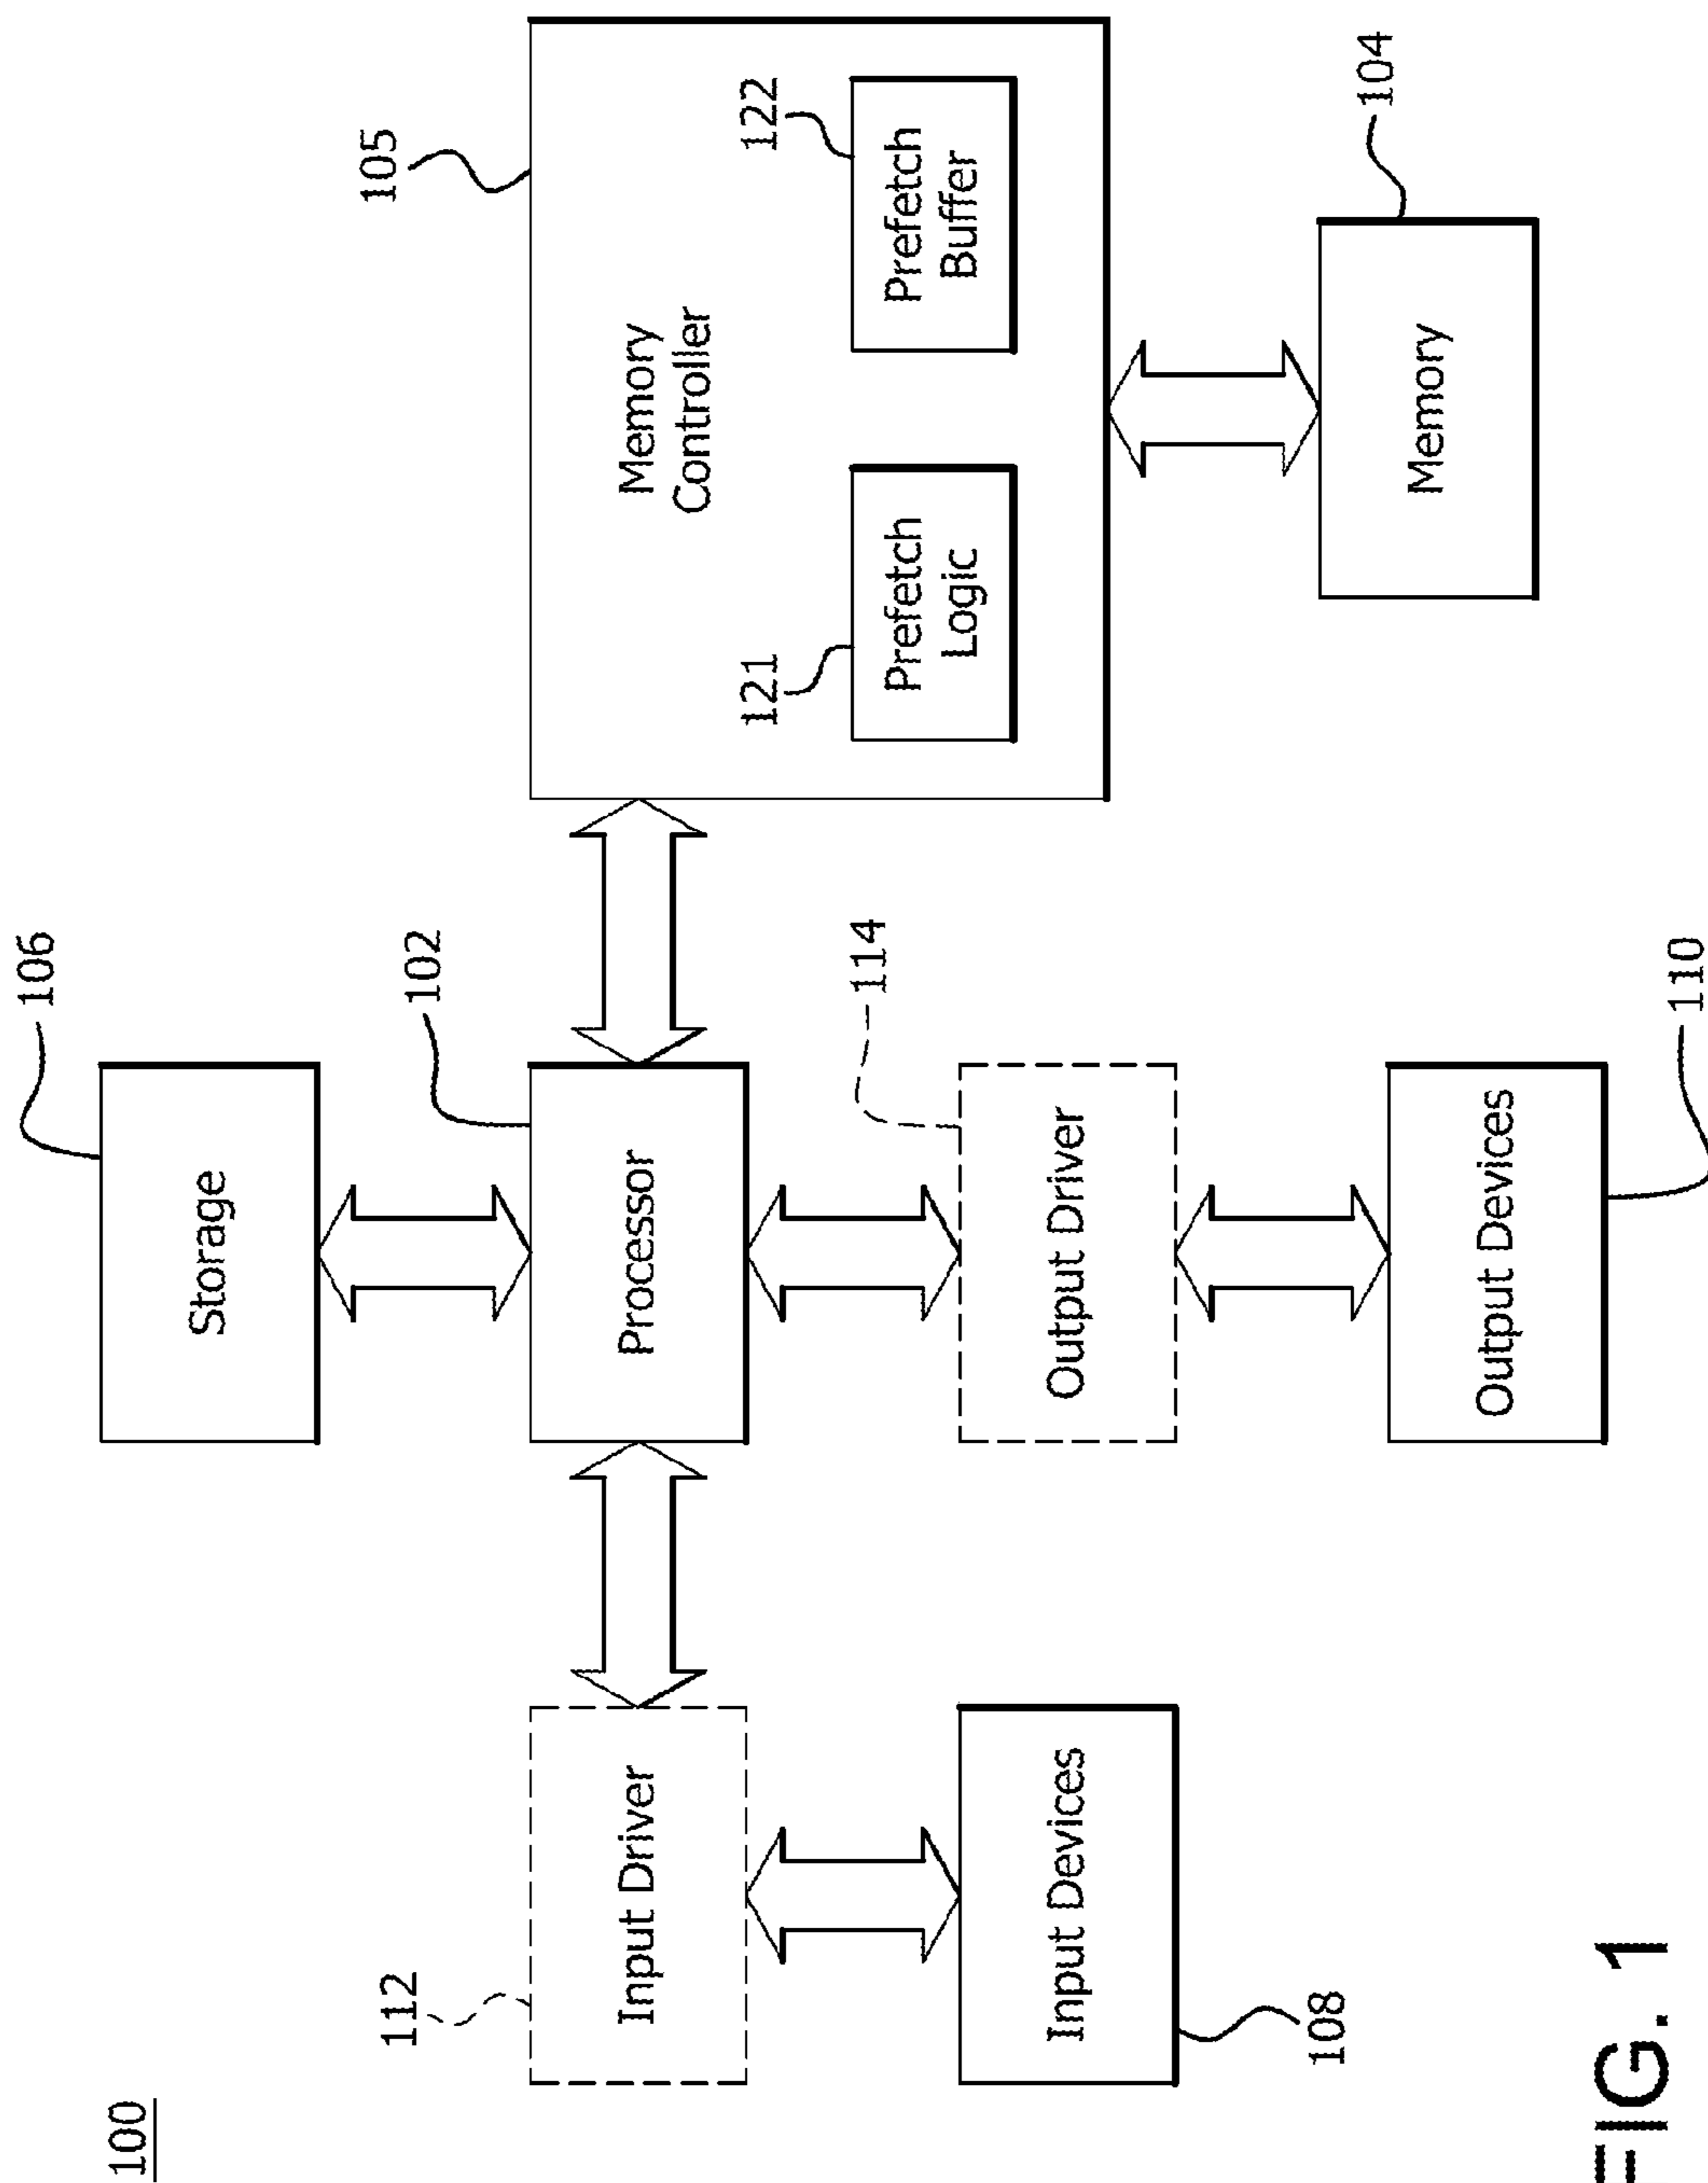 100
106
Storage
105
Memory
Controller
112
102
Input Driver
Processor
121
Prefetch
Logic
122
Prefetch
Buffer
114
Input Devices
Output Driver
108
104
Memory
Output Devices
110
FIG. 1